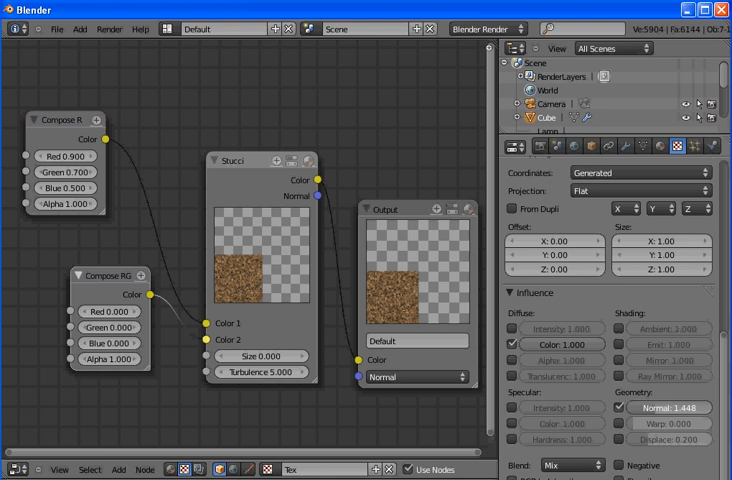 Blender
File Add Render Help Default Scene Blender Render Ve:5904 | Fa:6144 | Ob:7-1
View All Scenes
Scene
RenderLayers
World
Camera
Cube
Lamp
Compose R
Color
Red 0.900
Green 0.700
Blue 0.500
Alpha 1.000
Compose RG
Color
Red 0.000
Green 0.000
Blue 0.000
Alpha 1.000
Stucci
Color
Normal
Color 1
Color 2
Size 0.000
Turbulence 5.000
Output
Default
Color
Normal
Coordinates: Generated
Projection: Flat
From Dupli X Y Z
Offset: Size:
X: 0.00 X: 1.00
Y: 0.00 Y: 1.00
Z: 0.00 Z: 1.00
Influence
Diffuse: Shading:
Intensity: 1.000 Ambient: 1.000
Color: 1.000 Emit: 1.000
Alpha: 1.000 Mirror: 1.000
Translucenc: 1.000 Ray Mirror: 1.000
Specular: Geometry:
Intensity: 1.000 Normal: 1.448
Color: 1.000 Warp: 0.000
Hardness: 1.000 Displace: 0.200
Blend: Mix Negative
View Select Add Node Tex Use Nodes